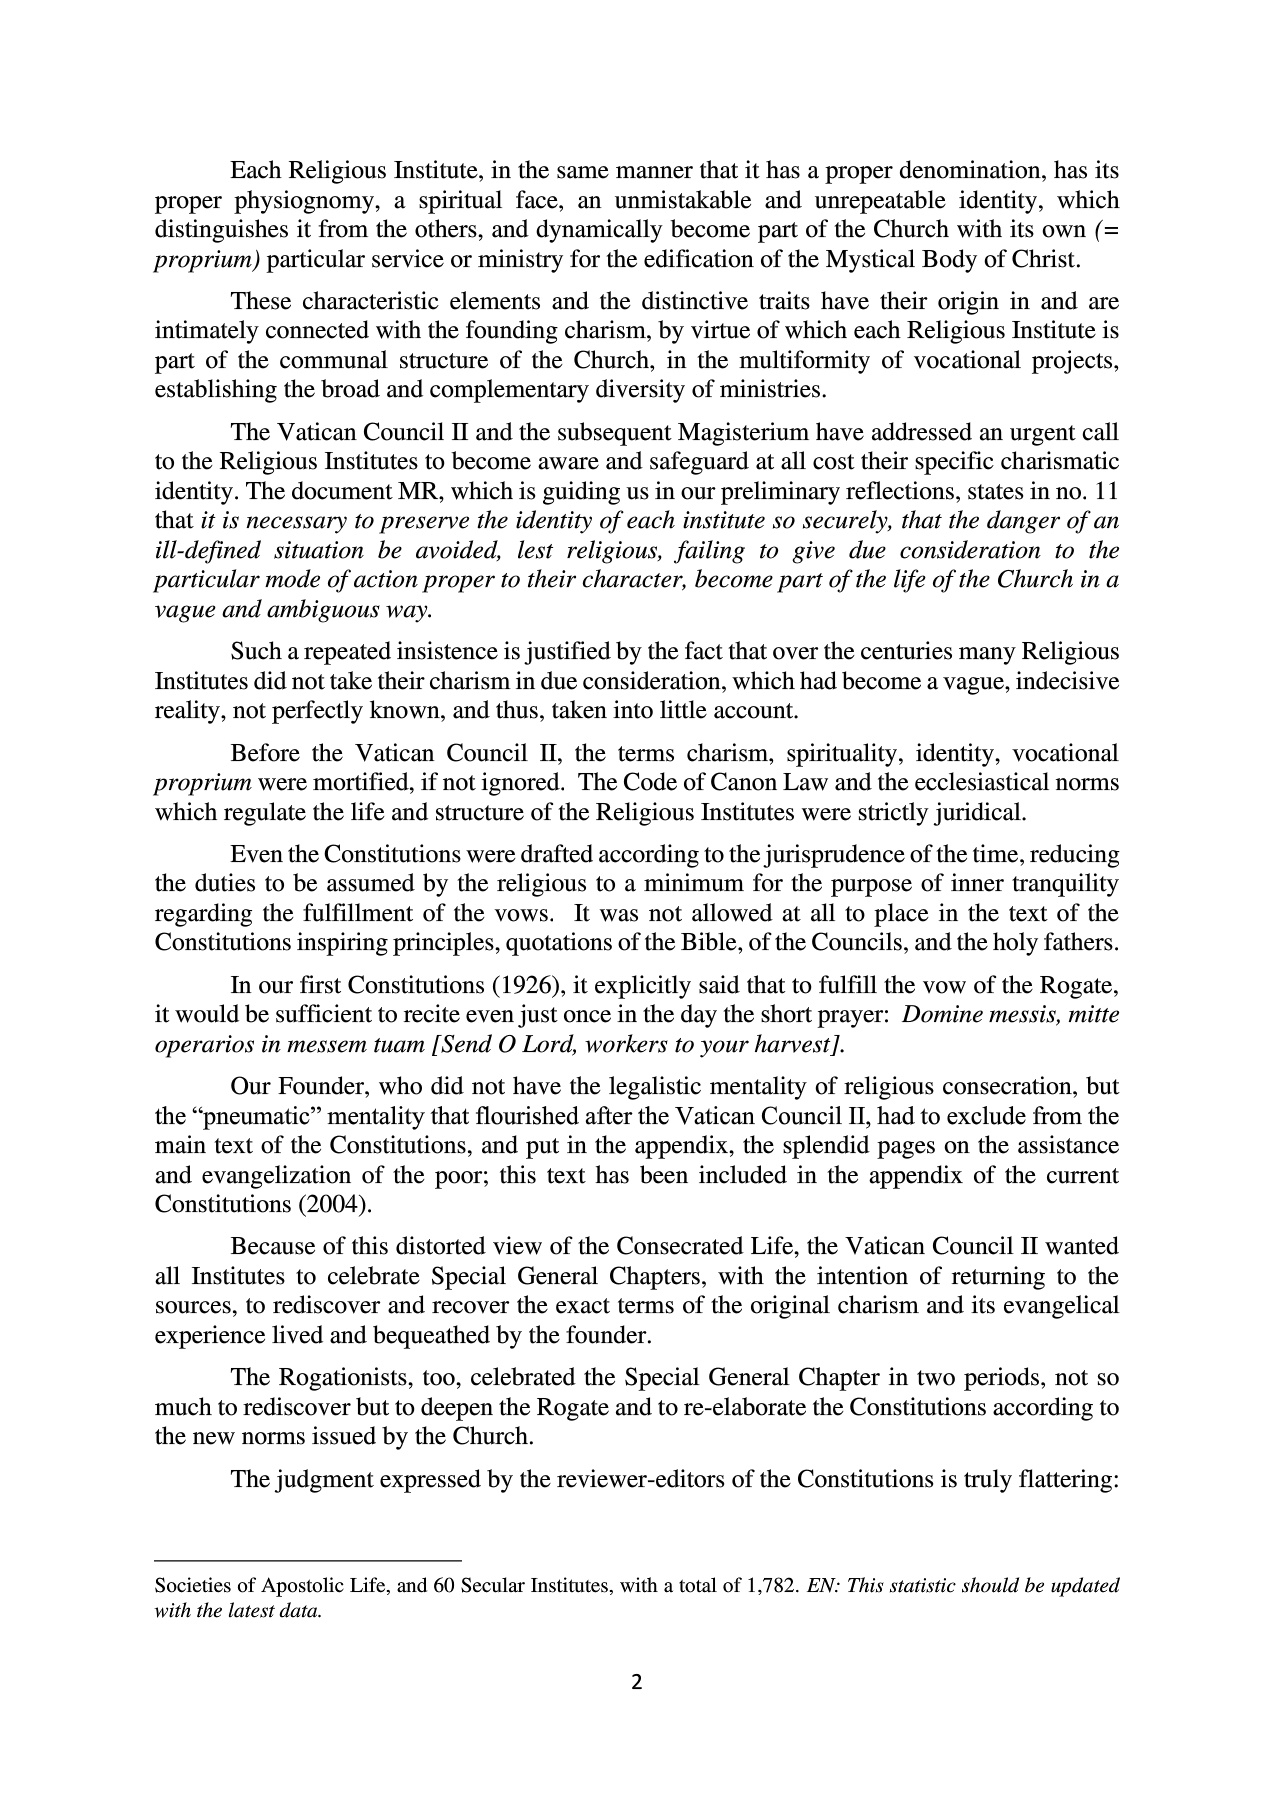 Each Religious Institute, in the same manner that it has a proper denomination, has its
proper physiognomy, a spiritual face, an unmistakable and unrepeatable identity, which
distinguishes it from the others, and dynamically become part of the Church with its own (=
proprium) particular service or ministry for the edification of the Mystical Body of Christ.
These characteristic elements and the distinctive traits have their origin in and are
intimately connected with the founding charism, by virtue of which each Religious Institute is
part of the communal structure of the Church, in the multiformity of vocational projects,
establishing the broad and complementary diversity of ministries.
The Vatican Council II and the subsequent Magisterium have addressed an urgent call
to the Religious Institutes to become aware and safeguard at all cost their specific charismatic
identity. The document MR, which is guiding us in our preliminary reflections, states in no. 11
that it is necessary to preserve the identity of each institute so securely, that the danger of an
ill-defined situation be avoided, lest religious, failing to give due consideration to the
particular mode of action proper to their character, become part of the life of the Church in a
vague and ambiguous way.
Such a repeated insistence is justified by the fact that over the centuries many Religious
Institutes did not take their charism in due consideration, which had become a vague, indecisive
reality, not perfectly known, and thus, taken into little account.
Before the Vatican Council II, the terms charism, spirituality, identity, vocational
proprium were mortified, if not ignored. The Code of Canon Law and the ecclesiastical norms
which regulate the life and structure of the Religious Institutes were strictly juridical.
Even the Constitutions were drafted according to the jurisprudence of the time, reducing
the duties to be assumed by the religious to a minimum for the purpose of inner tranquility
regarding the fulfillment of the vows. It was not allowed at all to place in the text of the
Constitutions inspiring principles, quotations of the Bible, of the Councils, and the holy fathers.
In our first Constitutions (1926), it explicitly said that to fulfill the vow of the Rogate,
it would be sufficient to recite even just once in the day the short prayer: Domine messis, mitte
operarios in messem tuam [Send O Lord, workers to your harvest].
Our Founder, who did not have the legalistic mentality of religious consecration, but
the “pneumatic” mentality that flourished after the Vatican Council II, had to exclude from the
main text of the Constitutions, and put in the appendix, the splendid pages on the assistance
and evangelization of the poor; this text has been included in the appendix of the current
Constitutions (2004).
Because of this distorted view of the Consecrated Life, the Vatican Council II wanted
all Institutes to celebrate Special General Chapters, with the intention of returning to the
sources, to rediscover and recover the exact terms of the original charism and its evangelical
experience lived and bequeathed by the founder.
The Rogationists, too, celebrated the Special General Chapter in two periods, not so
much to rediscover but to deepen the Rogate and to re-elaborate the Constitutions according to
the new norms issued by the Church.
The judgment expressed by the reviewer-editors of the Constitutions is truly flattering:
Societies of Apostolic Life, and 60 Secular Institutes, with a total of 1,782. EN: This statistic should be updated
with the latest data.
2